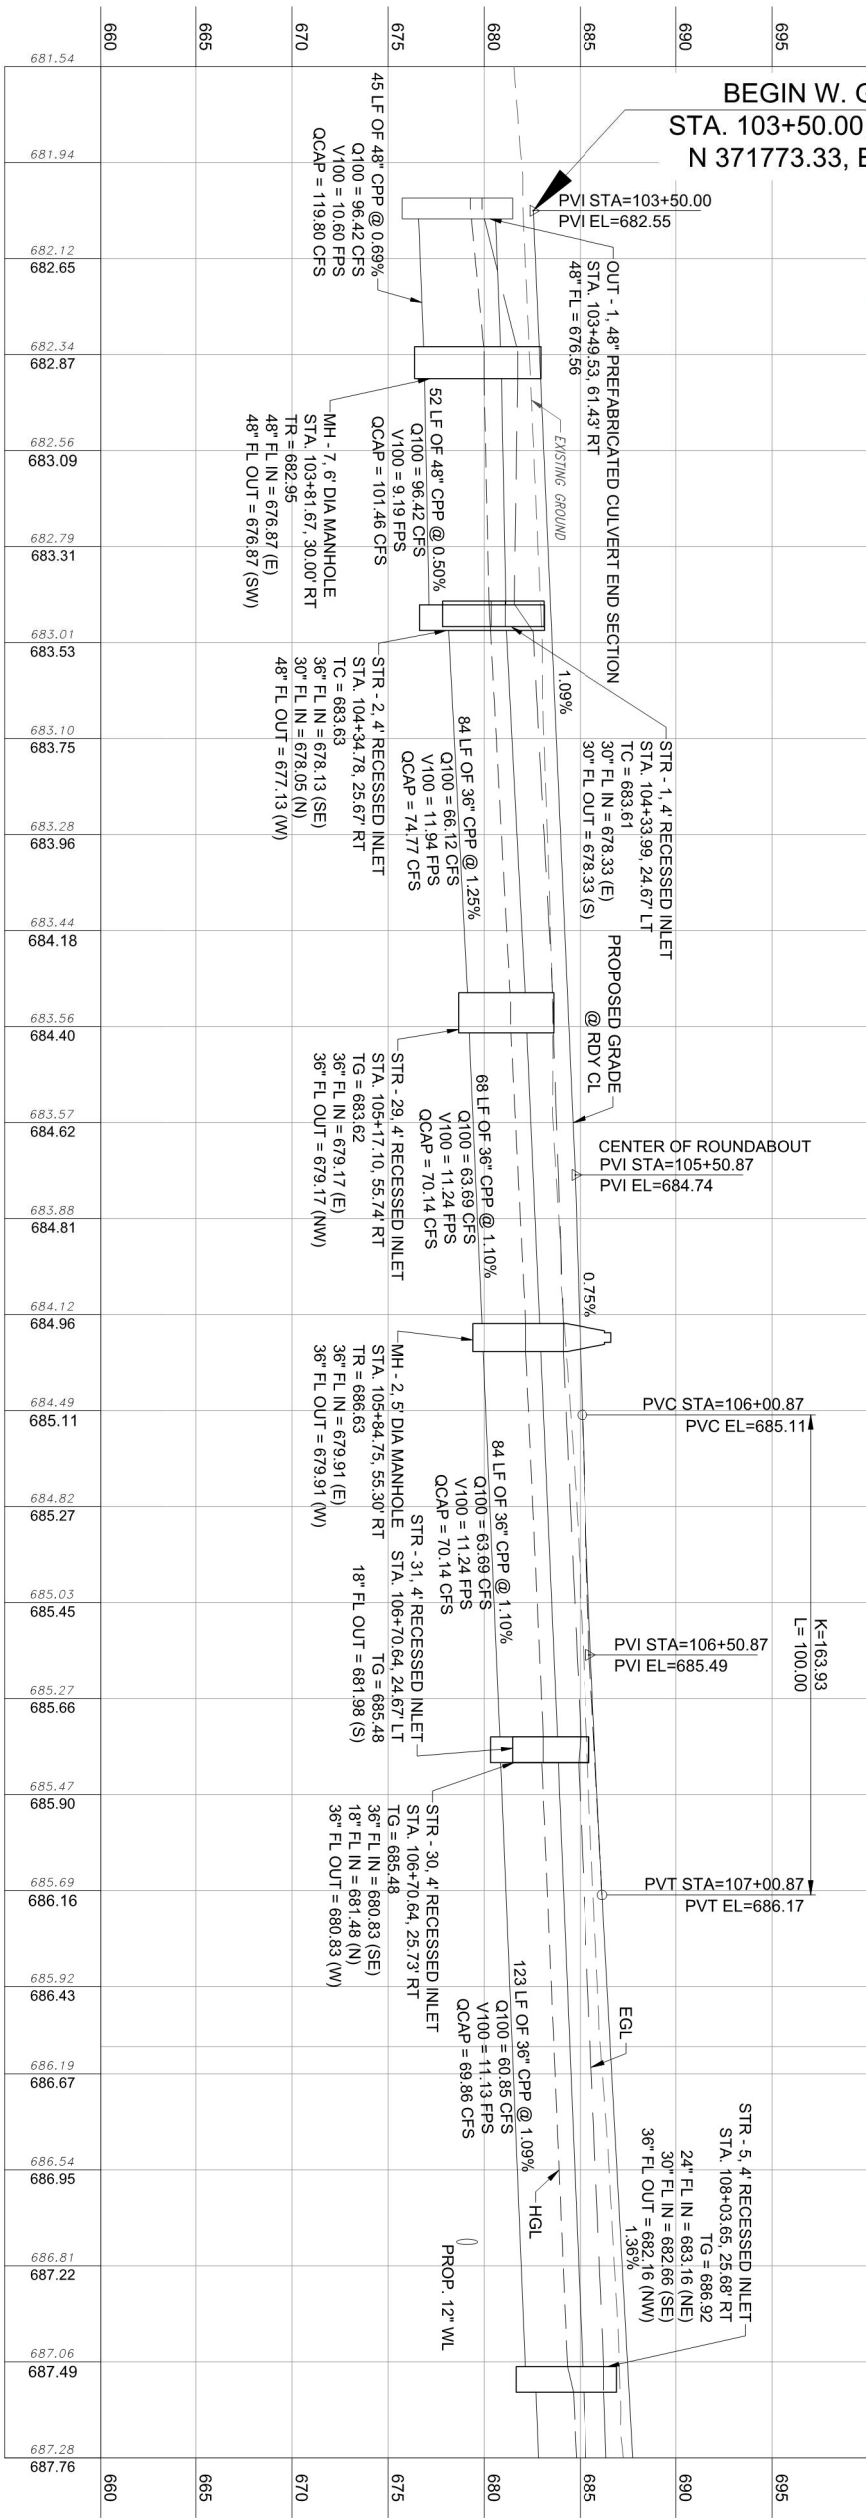 660
665
670
675
680
685
690
695
BEGIN W. G
STA. 103+50.00
N 371773.33, E
PVI STA=103+50.00
PVI EL=682.55
OUT - 1, 48" PREFABRICATED CULVERT END SECTION
STA. 103+49.53, 61.43' RT
48" FL = 676.56
45 LF OF 48" CPP @ 0.69%
Q100 = 96.42 CFS
V100 = 10.60 FPS
QCAP = 119.80 CFS
EXISTING GROUND
MH - 7, 6' DIA MANHOLE
STA. 103+81.67, 30.00' RT
TR = 682.95
48" FL IN = 676.87 (E)
48" FL OUT = 676.87 (SW)
52 LF OF 48" CPP @ 0.50%
Q100 = 96.42 CFS
V100 = 9.19 FPS
QCAP = 101.46 CFS
1.09%
STR - 1, 4' RECESSED INLET
STA. 104+33.99, 24.67' LT
TC = 683.61
30" FL IN = 678.33 (E)
30" FL OUT = 678.33 (S)
STR - 2, 4' RECESSED INLET
STA. 104+34.78, 25.67' RT
TC = 683.63
36" FL IN = 678.13 (SE)
30" FL IN = 678.05 (N)
48" FL OUT = 677.13 (W)
84 LF OF 36" CPP @ 1.25%
Q100 = 66.12 CFS
V100 = 11.94 FPS
QCAP = 74.77 CFS
PROPOSED GRADE
@ RDY CL
STR - 29, 4' RECESSED INLET
STA. 105+17.10, 55.74' RT
TG = 683.62
36" FL IN = 679.17 (E)
36" FL OUT = 679.17 (NW)
68 LF OF 36" CPP @ 1.10%
Q100 = 63.69 CFS
V100 = 11.24 FPS
QCAP = 70.14 CFS
CENTER OF ROUNDABOUT
PVI STA=105+50.87
PVI EL=684.74
0.75%
MH - 2, 5' DIA MANHOLE
STA. 105+84.75, 55.30' RT
TR = 686.63
36" FL IN = 679.91 (E)
36" FL OUT = 679.91 (W)
PVC STA=106+00.87
PVC EL=685.11
84 LF OF 36" CPP @ 1.10%
Q100 = 63.69 CFS
V100 = 11.24 FPS
QCAP = 70.14 CFS
K=163.93
L= 100.00
PVI STA=106+50.87
PVI EL=685.49
STR - 31, 4' RECESSED INLET
STA. 106+70.64, 24.67' LT
TG = 685.48
18" FL OUT = 681.98 (S)
STR - 30, 4' RECESSED INLET
STA. 106+70.64, 25.73' RT
TG = 685.48
36" FL IN = 680.83 (SE)
18" FL IN = 681.48 (N)
36" FL OUT = 680.83 (W)
PVT STA=107+00.87
PVT EL=686.17
123 LF OF 36" CPP @ 1.09%
Q100 = 60.85 CFS
V100 = 11.13 FPS
QCAP = 69.86 CFS
EGL
HGL
PROP. 12" WL
STR - 5, 4' RECESSED INLET
STA. 108+03.65, 25.68' RT
TG = 686.92
24" FL IN = 683.16 (NE)
30" FL IN = 682.66 (SE)
36" FL OUT = 682.16 (NW)
1.36%
681.54
681.94
682.12
682.65
682.34
682.87
682.56
683.09
682.79
683.31
683.01
683.53
683.10
683.75
683.28
683.96
683.44
684.18
683.56
684.40
683.57
684.62
683.88
684.81
684.12
684.96
684.49
685.11
684.82
685.27
685.03
685.45
685.27
685.66
685.47
685.90
685.69
686.16
685.92
686.43
686.19
686.67
686.54
686.95
686.81
687.22
687.06
687.49
687.28
687.76
660
665
670
675
680
685
690
695